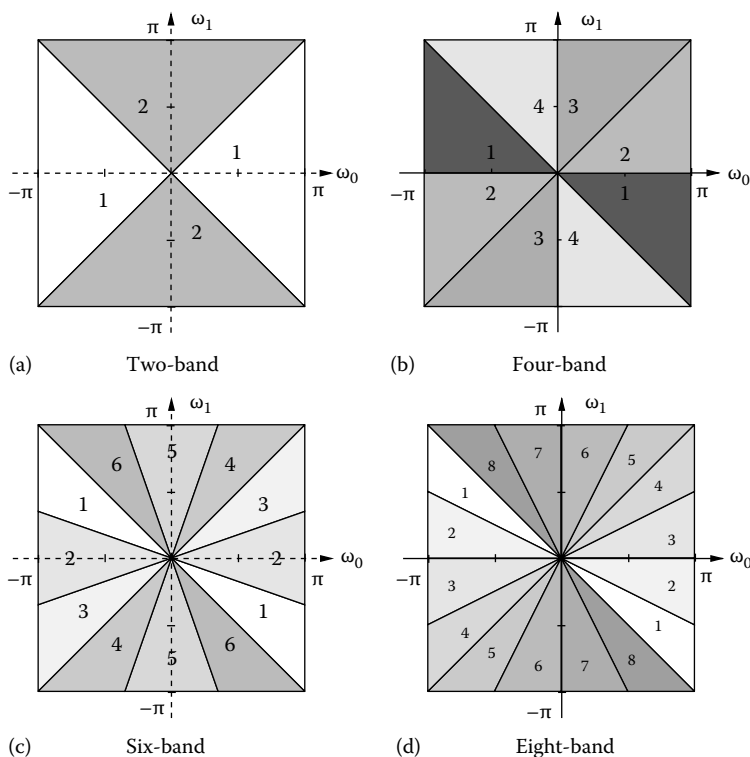 π ω₁
2
1
−π 1 π ω₀
2
−π
(a) Two-band
π ω₁
4 3
1 2
−π 2 1 π ω₀
3 4
−π
(b) Four-band
π ω₁
6 5 4
1 3
−π 2 2 π ω₀
3 1
4 5 6
−π
(c) Six-band
π ω₁
8 7 6 5
1 4
2 3
−π π ω₀
3 2
4 1
5 6 7 8
−π
(d) Eight-band